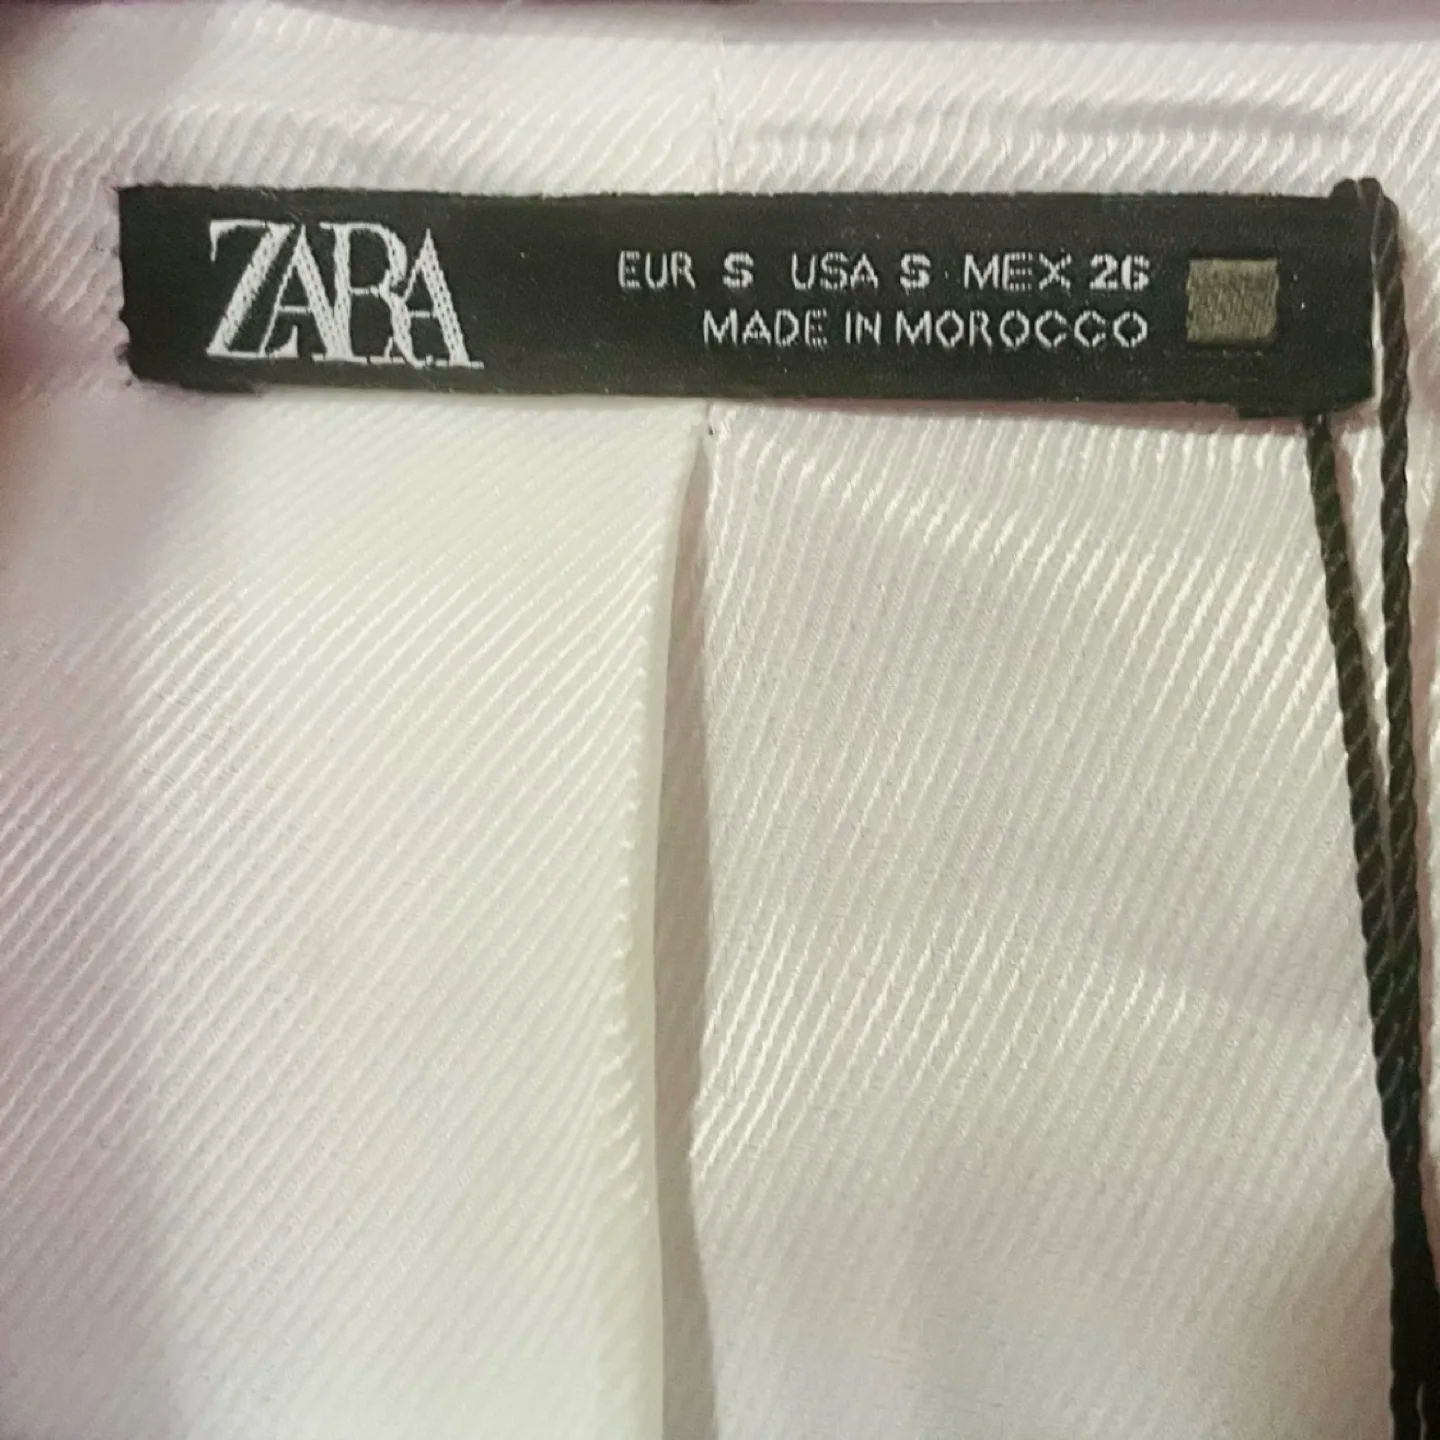 ZARA
EUR S USA S MEX 26
MADE IN MOROCCO